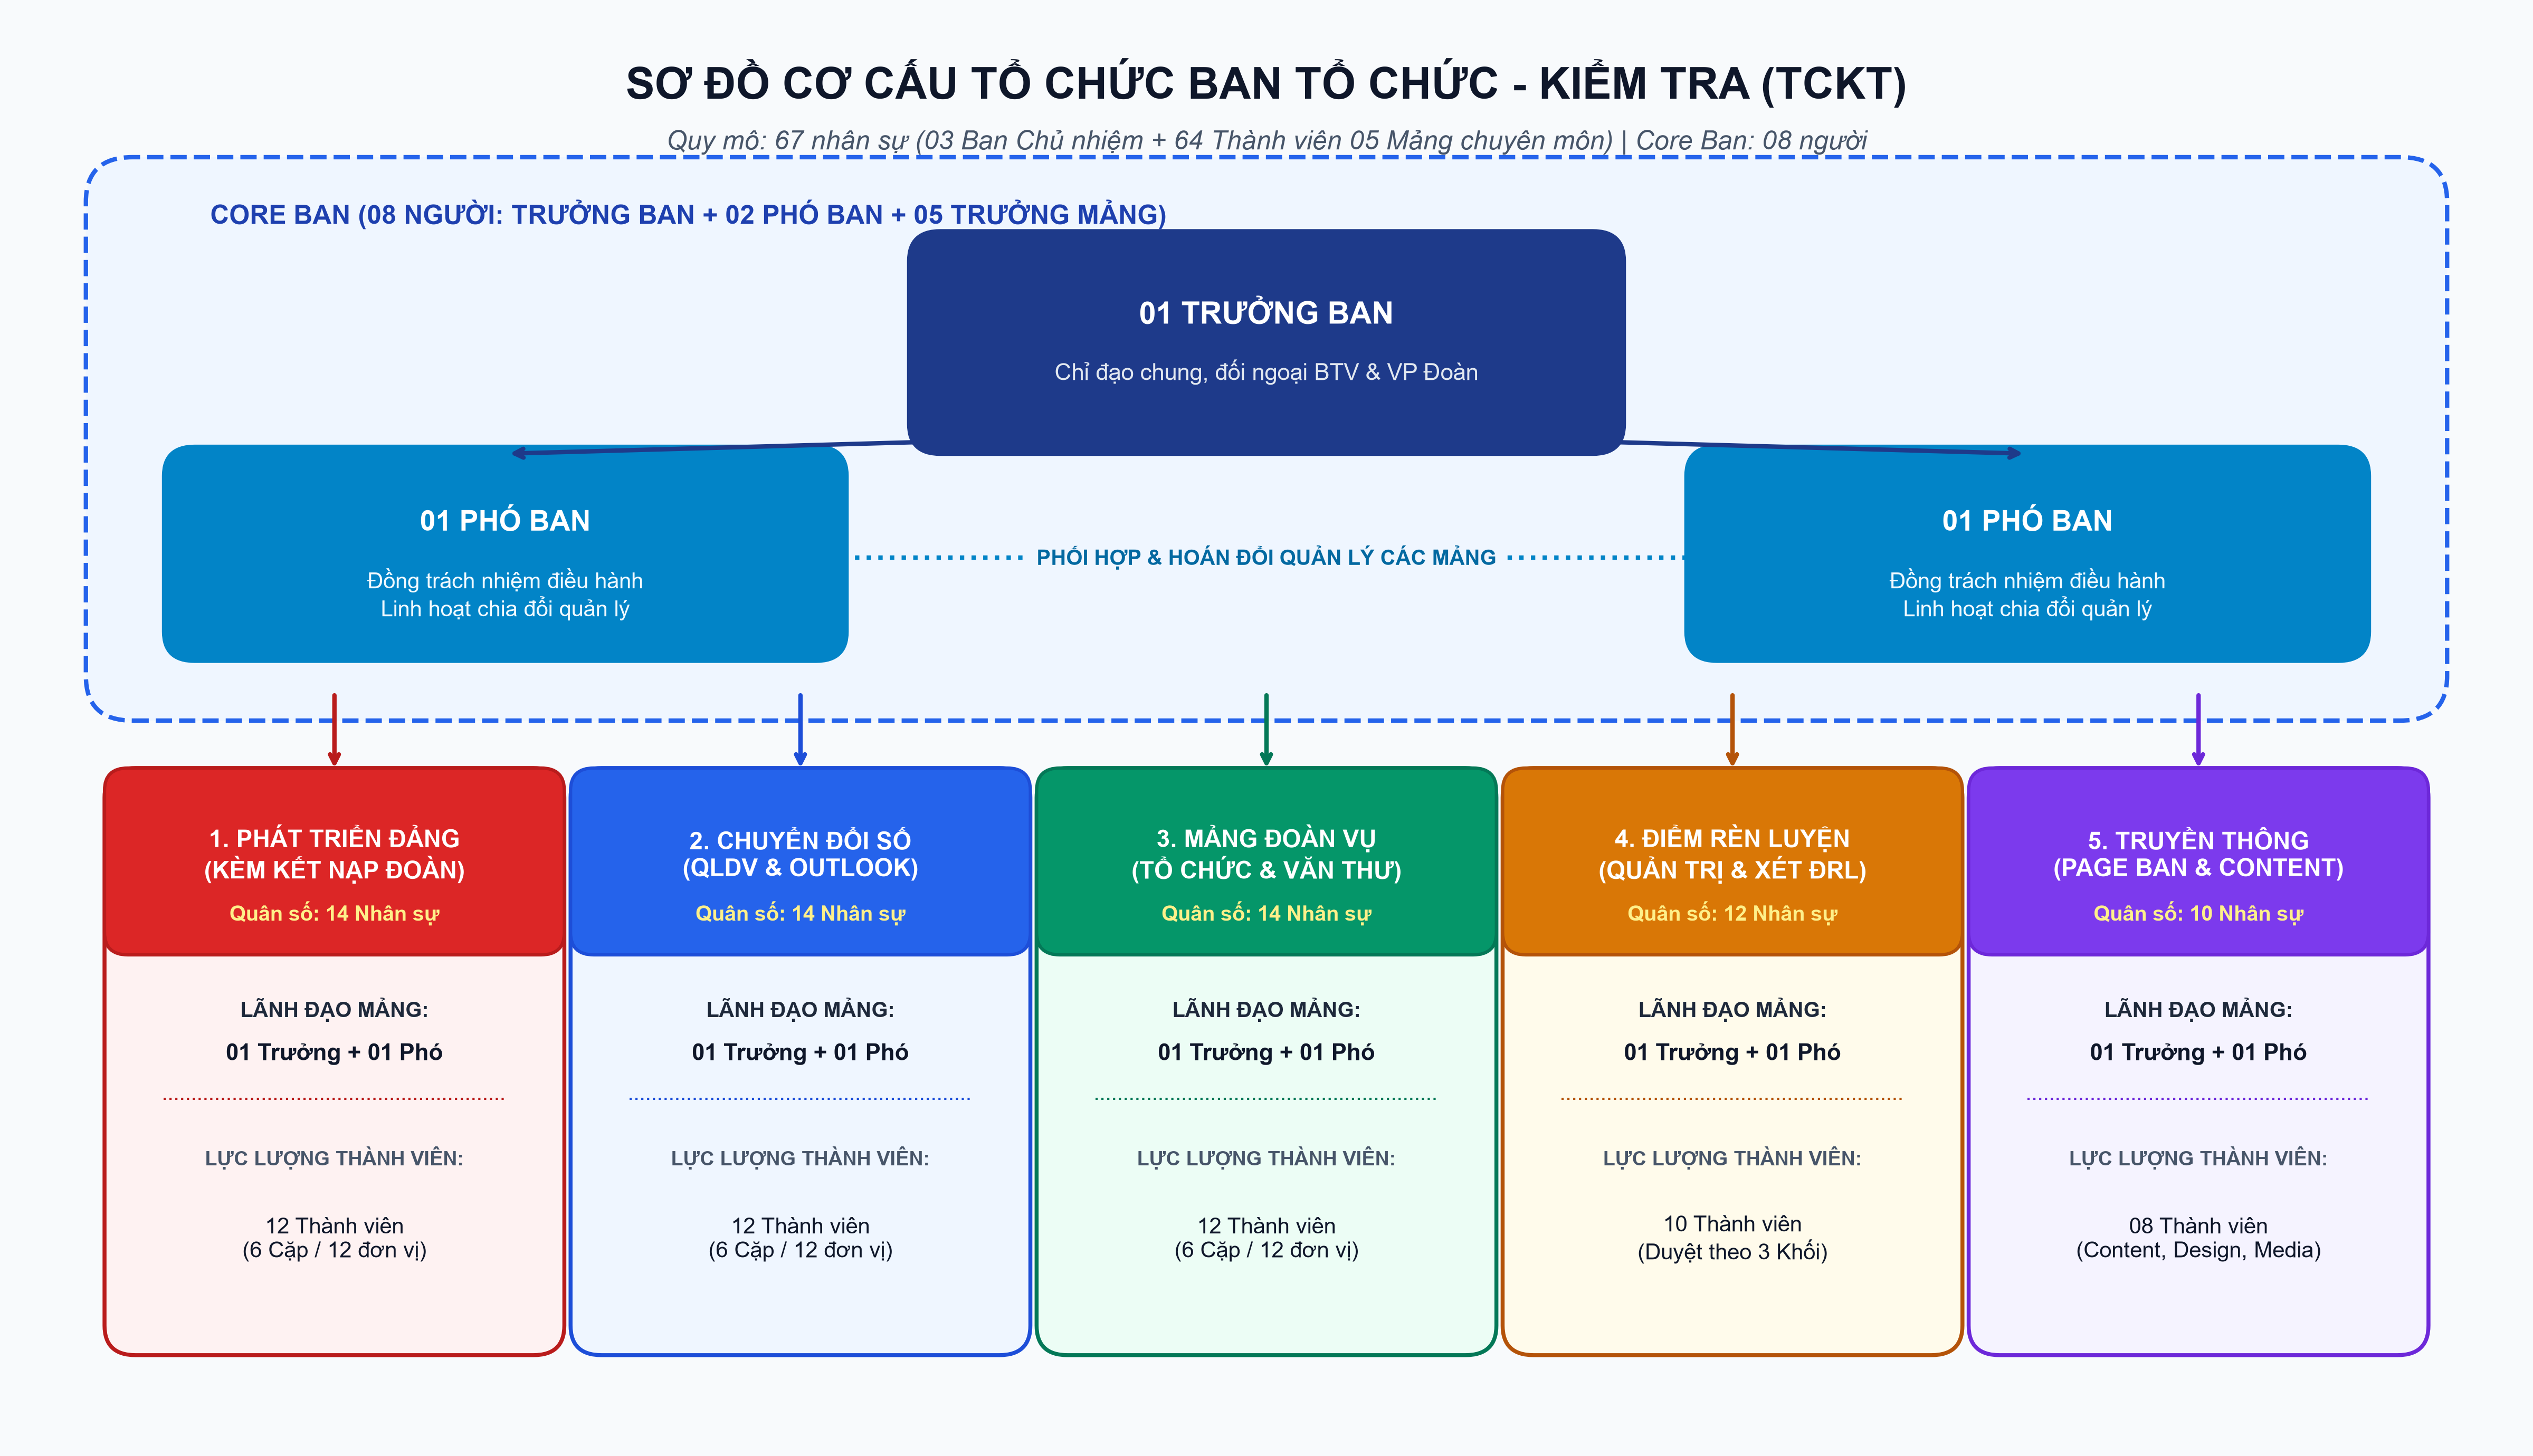 SƠ ĐỒ CƠ CẤU TỔ CHỨC BAN TỔ CHỨC - KIỂM TRA (TCKT)
Quy mô: 67 nhân sự (03 Ban Chủ nhiệm + 64 Thành viên 05 Mảng chuyên môn) | Core Ban: 08 người
CORE BAN (08 NGƯỜI: TRƯỞNG BAN + 02 PHÓ BAN + 05 TRƯỞNG MẢNG)
01 TRƯỞNG BAN
Chỉ đạo chung, đối ngoại BTV & VP Đoàn
01 PHÓ BAN
Đồng trách nhiệm điều hành
Linh hoạt chia đổi quản lý
PHỐI HỢP & HOÁN ĐỔI QUẢN LÝ CÁC MẢNG
01 PHÓ BAN
Đồng trách nhiệm điều hành
Linh hoạt chia đổi quản lý
1. PHÁT TRIỂN ĐẢNG
(KÈM KẾT NẠP ĐOÀN)
Quân số: 14 Nhân sự
LÃNH ĐẠO MẢNG:
01 Trưởng + 01 Phó
LỰC LƯỢNG THÀNH VIÊN:
12 Thành viên
(6 Cặp / 12 đơn vị)
2. CHUYỂN ĐỔI SỐ
(QLDV & OUTLOOK)
Quân số: 14 Nhân sự
LÃNH ĐẠO MẢNG:
01 Trưởng + 01 Phó
LỰC LƯỢNG THÀNH VIÊN:
12 Thành viên
(6 Cặp / 12 đơn vị)
3. MẢNG ĐOÀN VỤ
(TỔ CHỨC & VĂN THƯ)
Quân số: 14 Nhân sự
LÃNH ĐẠO MẢNG:
01 Trưởng + 01 Phó
LỰC LƯỢNG THÀNH VIÊN:
12 Thành viên
(6 Cặp / 12 đơn vị)
4. ĐIỂM RÈN LUYỆN
(QUẢN TRỊ & XÉT ĐRL)
Quân số: 12 Nhân sự
LÃNH ĐẠO MẢNG:
01 Trưởng + 01 Phó
LỰC LƯỢNG THÀNH VIÊN:
10 Thành viên
(Duyệt theo 3 Khối)
5. TRUYỀN THÔNG
(PAGE BAN & CONTENT)
Quân số: 10 Nhân sự
LÃNH ĐẠO MẢNG:
01 Trưởng + 01 Phó
LỰC LƯỢNG THÀNH VIÊN:
08 Thành viên
(Content, Design, Media)